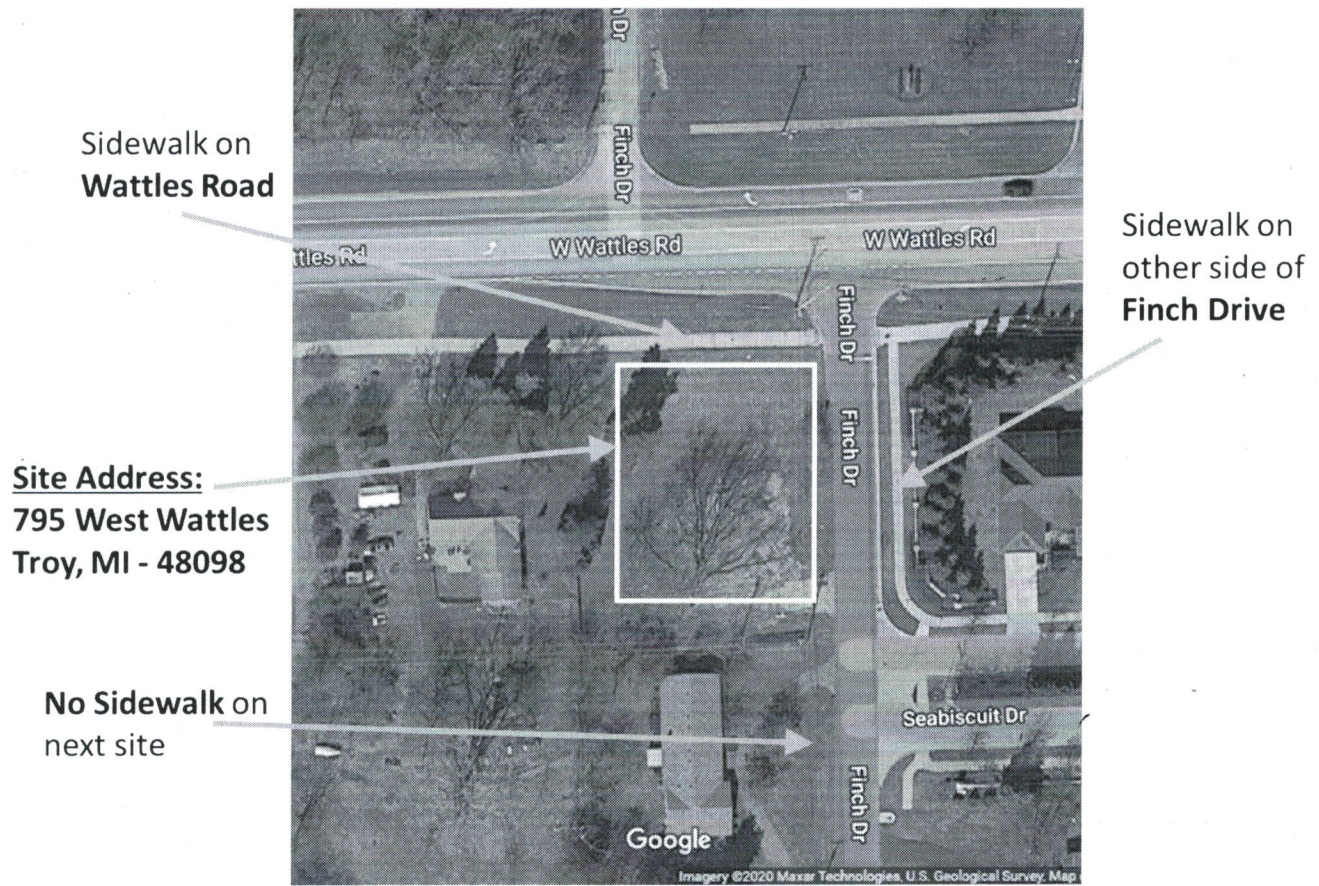 n Dr
Sidewalk on
Wattles Road
Finch Dr
Sidewalk on
other side of
Finch Drive
ttles Rd
W Wattles Rd
W Wattles Rd
Finch Dr
Finch Dr
Site Address:
795 West Wattles
Troy, MI - 48098
No Sidewalk on
next site
Seabiscuit Dr
Finch Dr
Google
Imagery ©2020 Maxar Technologies, U.S. Geological Survey, Map